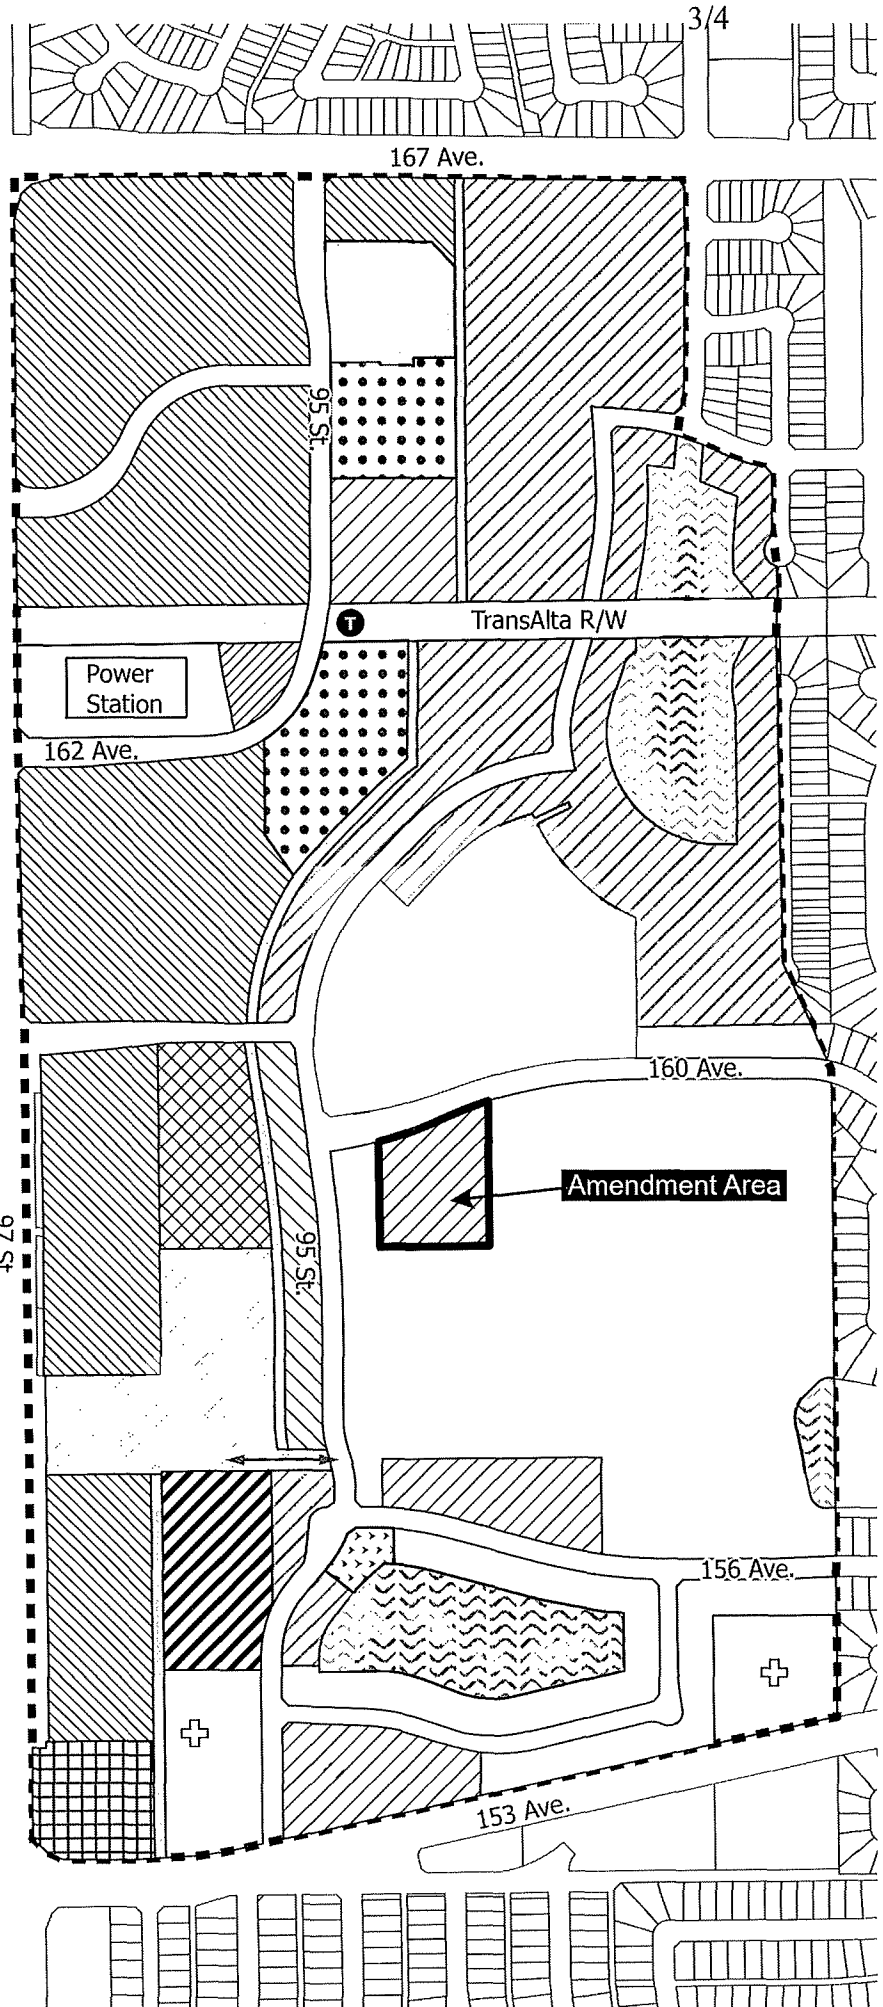 3/4
167 Ave.
95 St.
T
TransAlta R/W
Power
Station
162 Ave.
160 Ave.
Amendment Area
97 St
95 St.
156 Ave.
153 Ave.